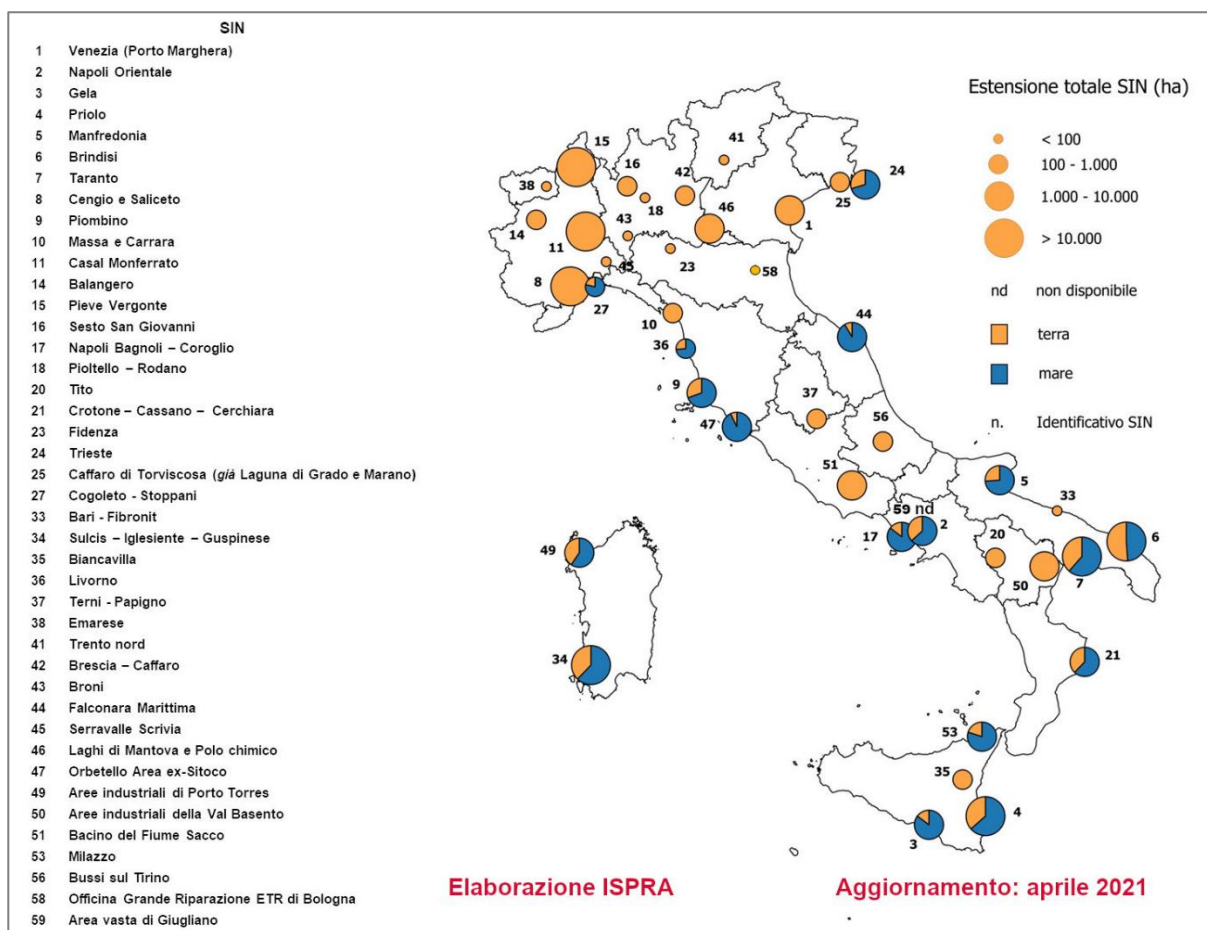 SIN
1 Venezia (Porto Marghera)
2 Napoli Orientale
3 Gela
4 Priolo
5 Manfredonia
6 Brindisi
7 Taranto
8 Cengio e Saliceto
9 Piombino
10 Massa e Carrara
11 Casal Monferrato
14 Balangero
15 Pieve Vergonte
16 Sesto San Giovanni
17 Napoli Bagnoli – Coroglio
18 Pioltello – Rodano
20 Tito
21 Crotone – Cassano – Cerchiara
23 Fidenza
24 Trieste
25 Caffaro di Torviscosa (già Laguna di Grado e Marano)
27 Cogoleto - Stoppani
33 Bari - Fibronit
34 Sulcis – Iglesiente – Guspinese
35 Biancavilla
36 Livorno
37 Terni - Papigno
38 Emarese
41 Trento nord
42 Brescia – Caffaro
43 Broni
44 Falconara Marittima
45 Serravalle Scrivia
46 Laghi di Mantova e Polo chimico
47 Orbetello Area ex-Sitoco
49 Aree industriali di Porto Torres
50 Aree industriali della Val Basento
51 Bacino del Fiume Sacco
53 Milazzo
56 Bussi sul Tirino
58 Officina Grande Riparazione ETR di Bologna
59 Area vasta di Giugliano
Estensione totale SIN (ha)
< 100
100 - 1.000
1.000 - 10.000
> 10.000
nd non disponibile
terra
mare
n. Identificativo SIN
15
41
16
42
24
38
18
25
14
43
46
1
11
45
23
58
8
27
10
44
36
9
37
56
47
51
5
33
59 nd
2
17
20
6
49
50
7
34
21
53
35
4
3
Elaborazione ISPRA
Aggiornamento: aprile 2021